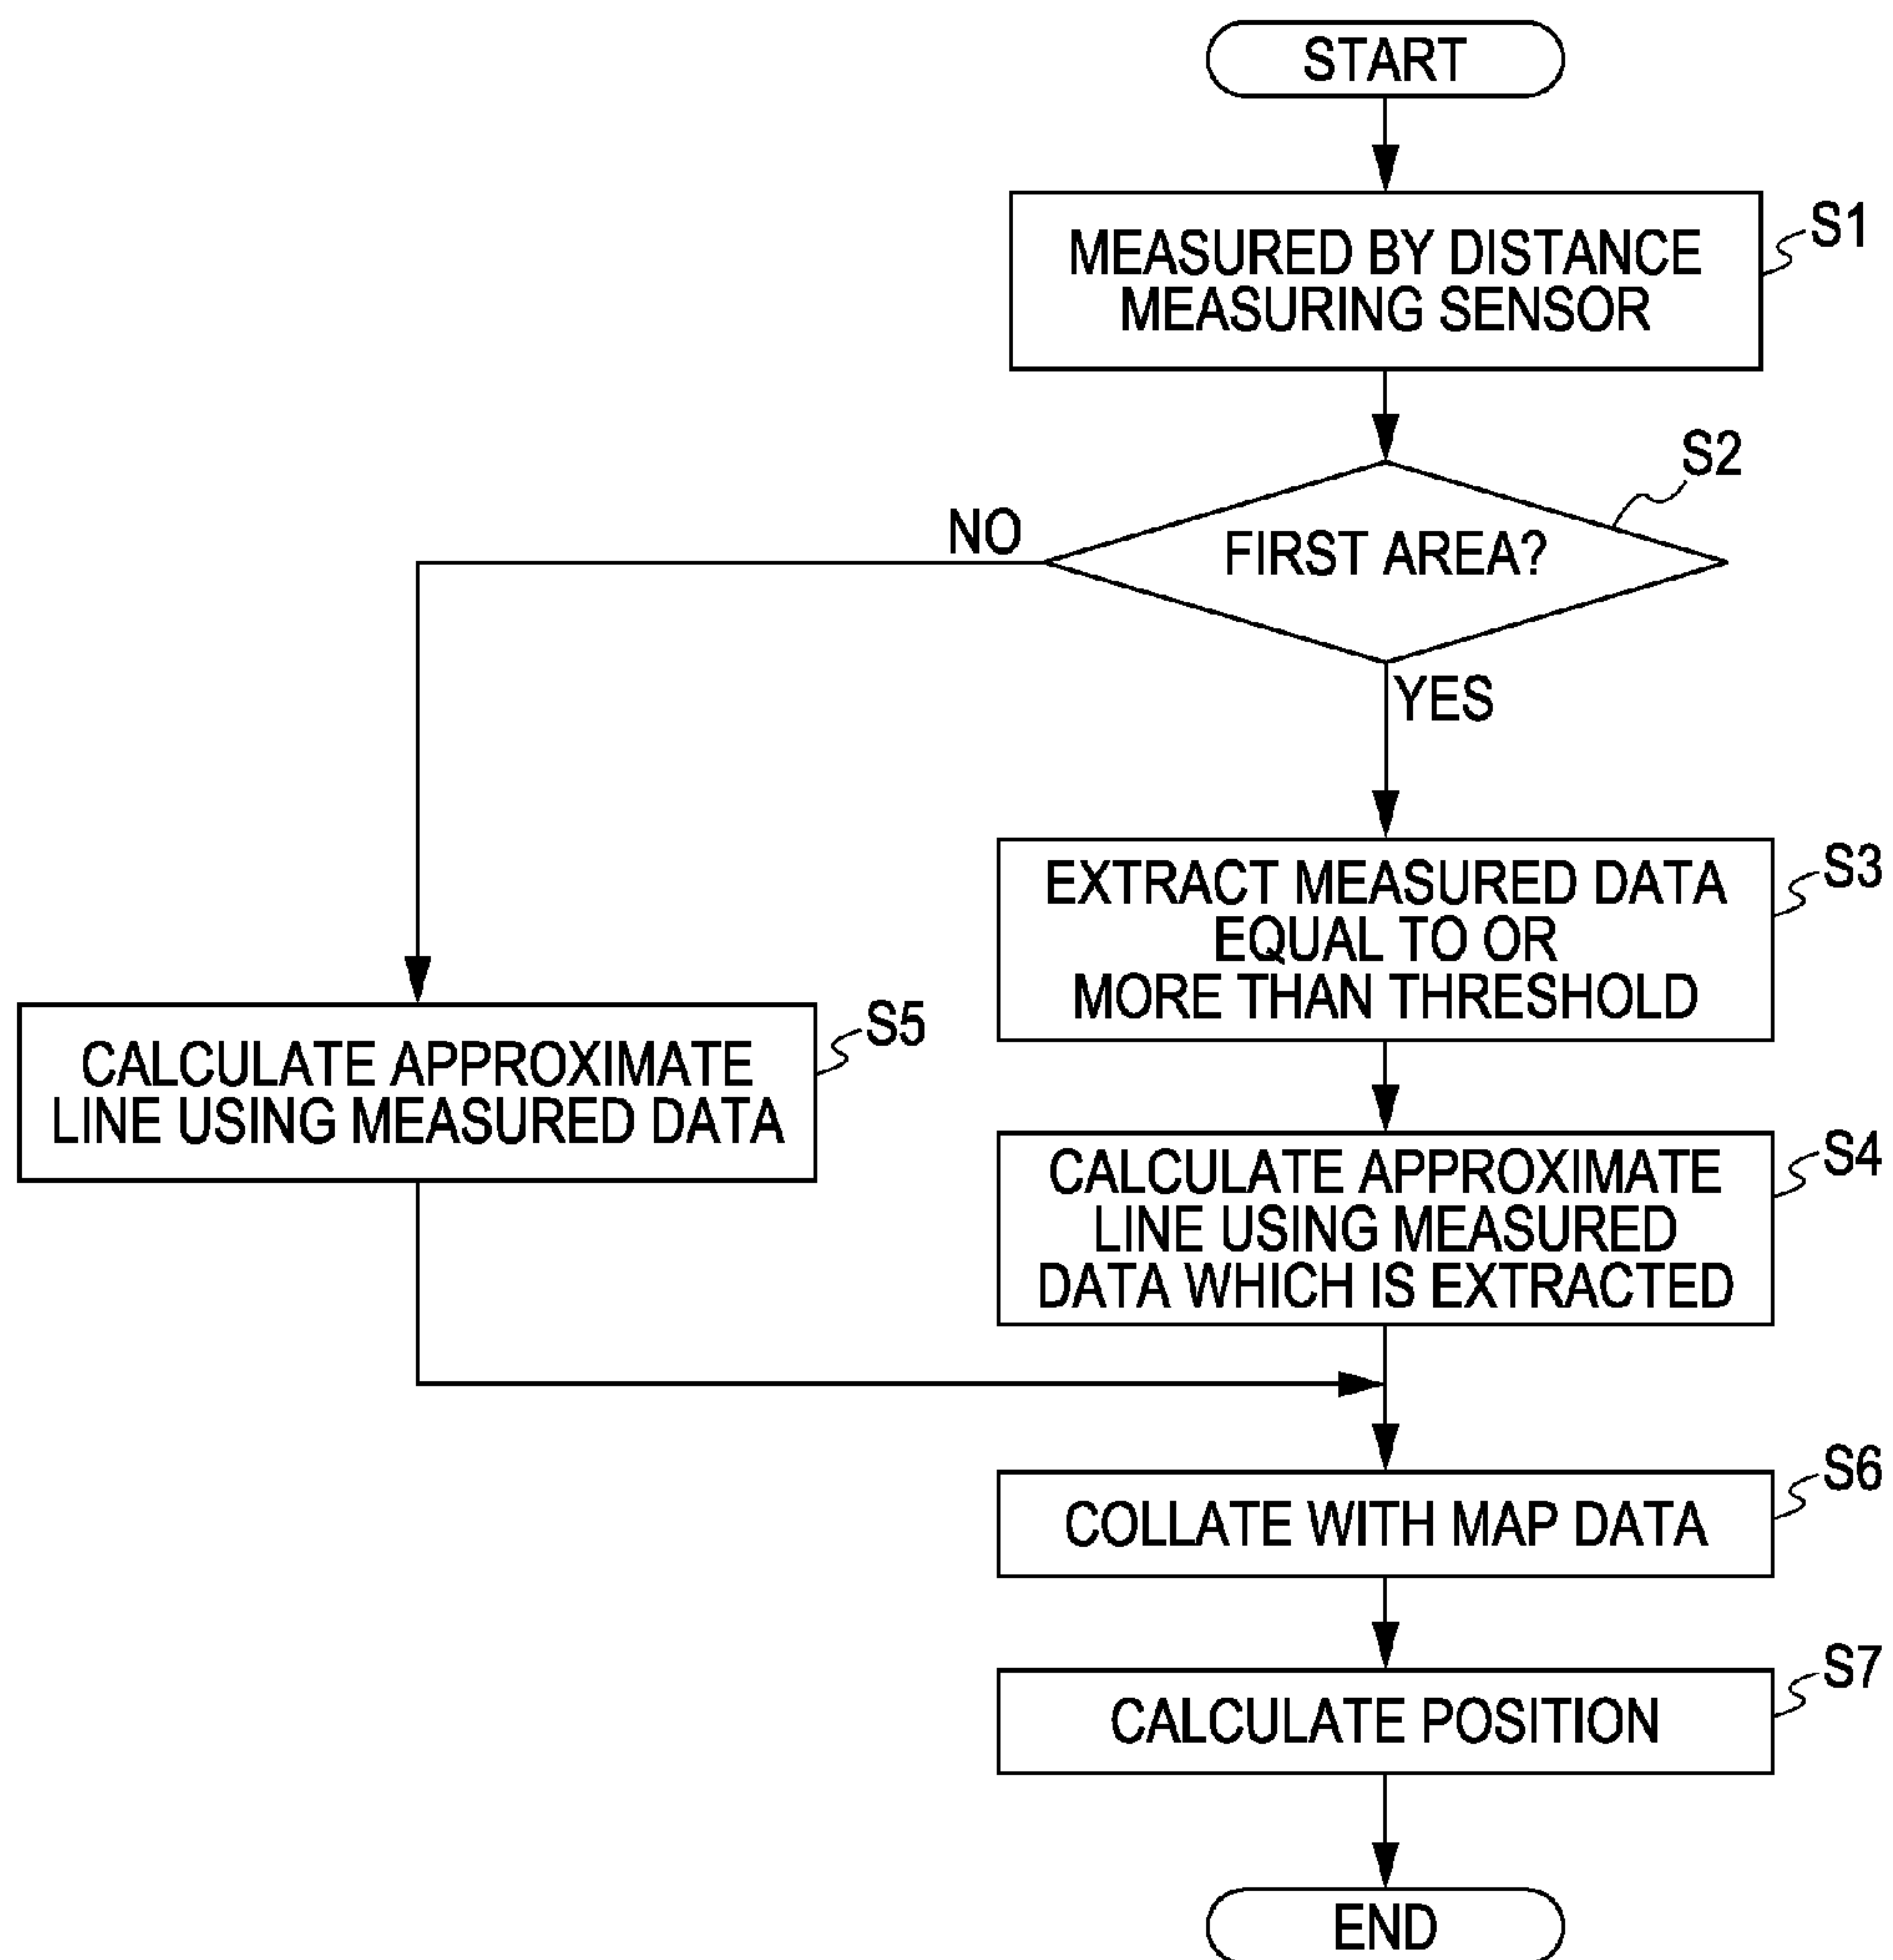 START
MEASURED BY DISTANCE
MEASURING SENSOR
S1
S2
FIRST AREA?
NO
YES
EXTRACT MEASURED DATA
EQUAL TO OR
MORE THAN THRESHOLD
S3
CALCULATE APPROXIMATE
LINE USING MEASURED DATA
S5
CALCULATE APPROXIMATE
LINE USING MEASURED
DATA WHICH IS EXTRACTED
S4
COLLATE WITH MAP DATA
S6
CALCULATE POSITION
S7
END